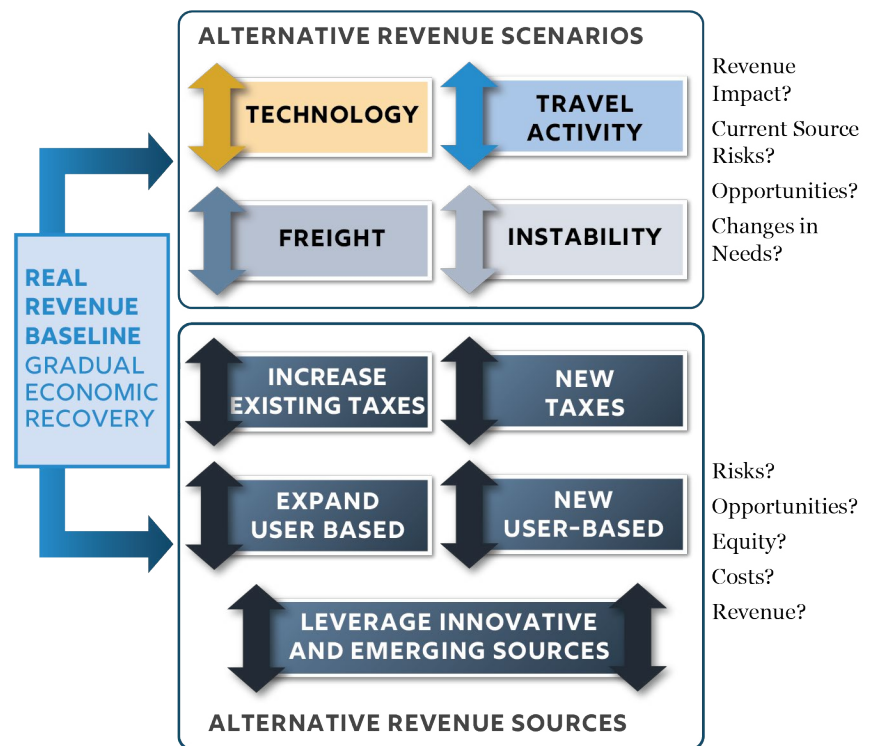 ALTERNATIVE REVENUE SCENARIOS
TECHNOLOGY
TRAVEL
ACTIVITY
FREIGHT
INSTABILITY
Revenue
Impact?
Current Source
Risks?
Opportunities?
Changes in
Needs?
REAL
REVENUE
BASELINE
GRADUAL
ECONOMIC
RECOVERY
INCREASE
EXISTING TAXES
NEW
TAXES
EXPAND
USER BASED
NEW
USER-BASED
LEVERAGE INNOVATIVE
AND EMERGING SOURCES
ALTERNATIVE REVENUE SOURCES
Risks?
Opportunities?
Equity?
Costs?
Revenue?